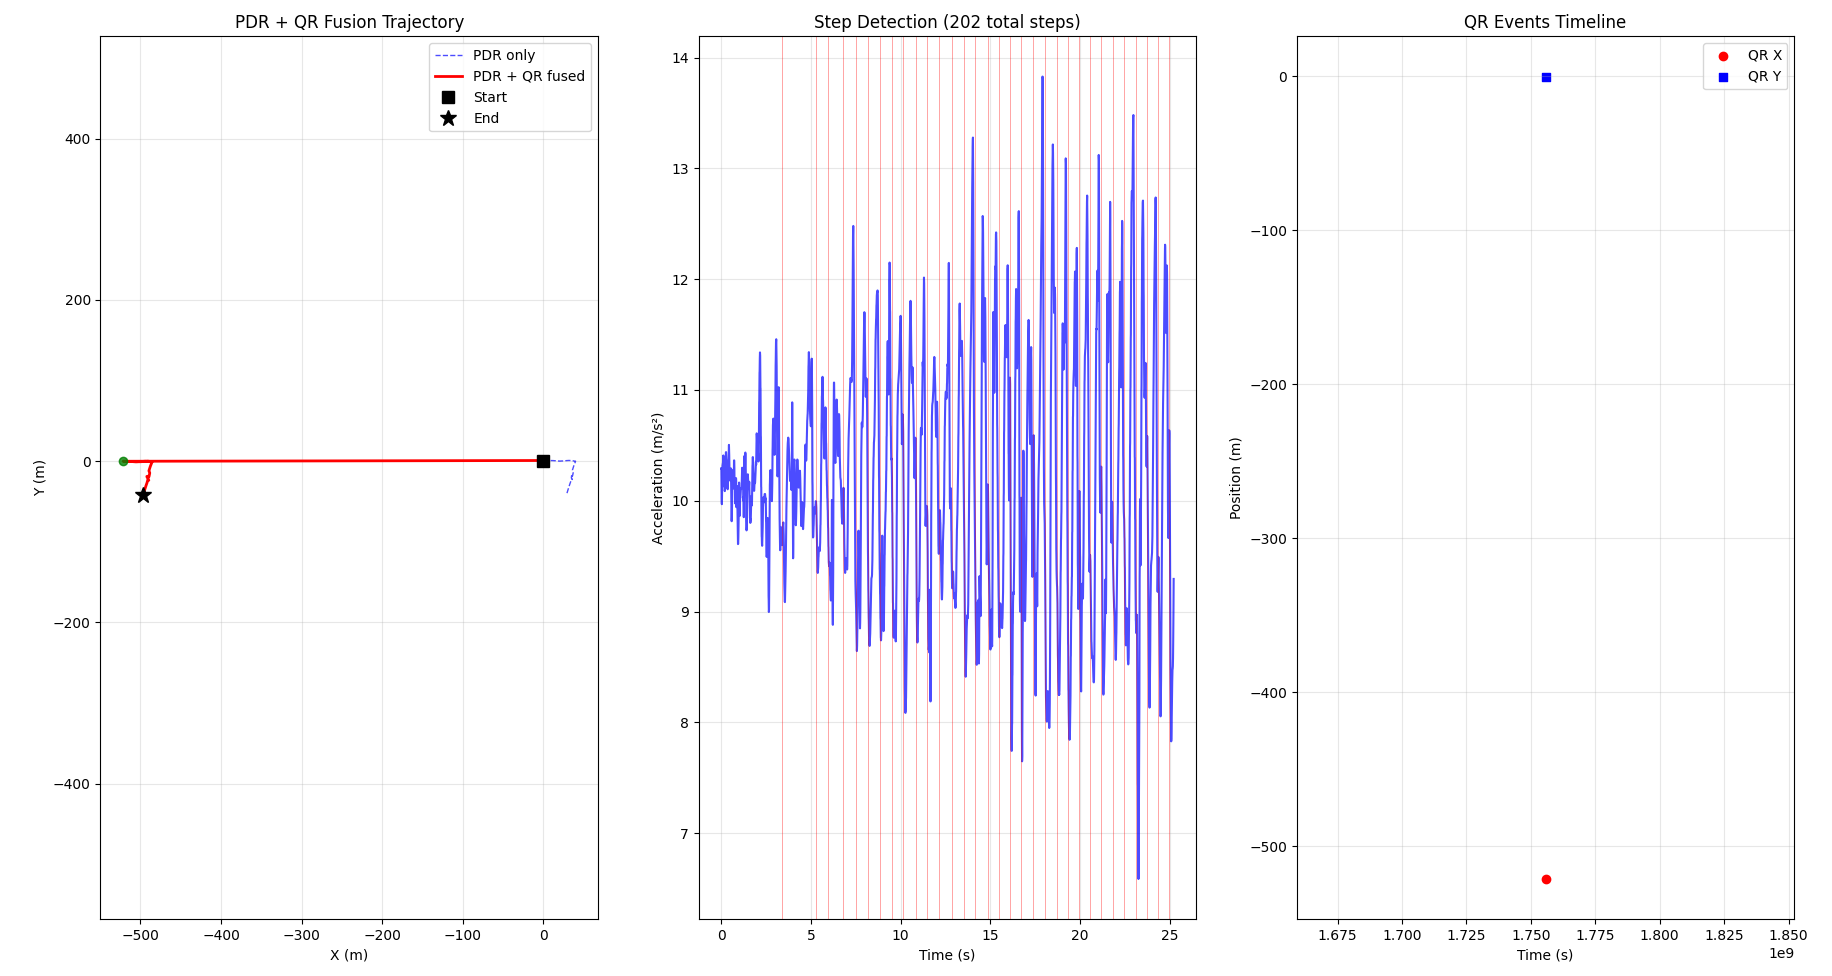 PDR + QR Fusion Trajectory
PDR only
PDR + QR fused
Start
End
400
200
0
−200
−400
Y (m)
−500
−400
−300
−200
−100
0
X (m)
Step Detection (202 total steps)
14
13
12
11
10
9
8
7
Acceleration (m/s²)
0
5
10
15
20
25
Time (s)
QR Events Timeline
QR X
QR Y
0
−100
−200
−300
−400
−500
Position (m)
1.675
1.700
1.725
1.750
1.775
1.800
1.825
1.850
1e9
Time (s)